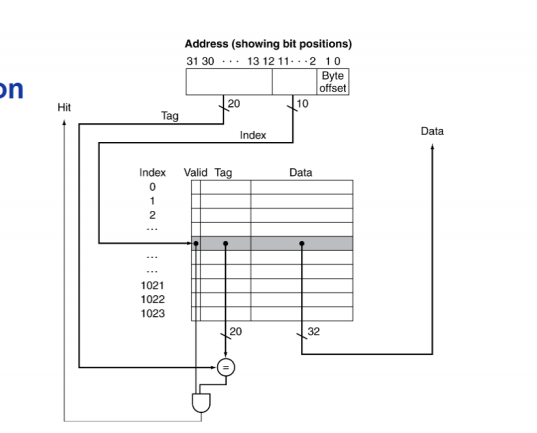 on
Address (showing bit positions)
31 30 ··· 13 12 11···2 1 0
Byte
offset
20
10
Hit
Tag
Index
Data
Index Valid Tag Data
0
1
2
...
...
...
1021
1022
1023
20
32
=